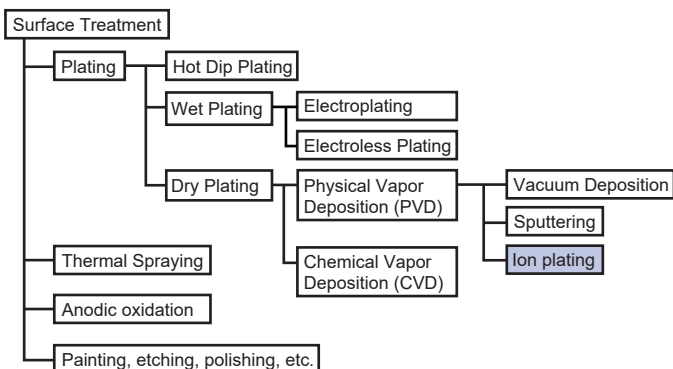 Surface Treatment
Plating
Hot Dip Plating
Wet Plating
Electroplating
Electroless Plating
Dry Plating
Physical Vapor
Deposition (PVD)
Vacuum Deposition
Sputtering
Ion plating
Chemical Vapor
Deposition (CVD)
Thermal Spraying
Anodic oxidation
Painting, etching, polishing, etc.